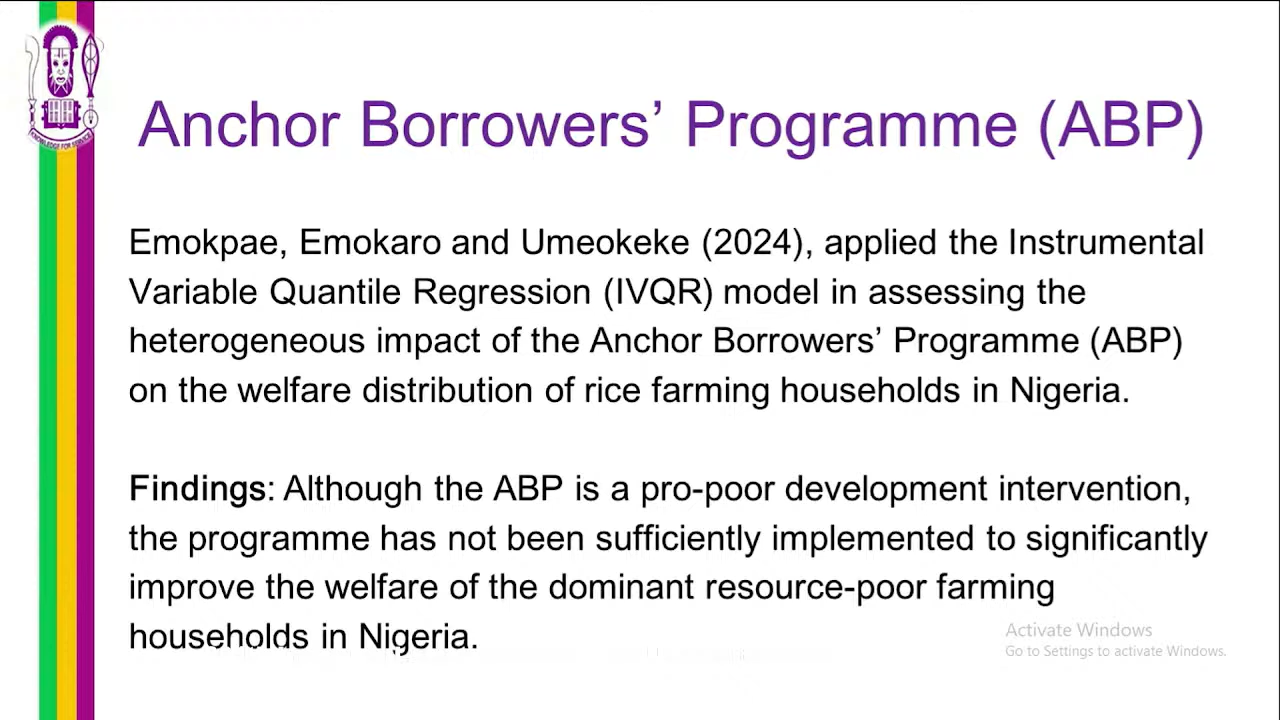 KNOWLEDGE FOR SERVICE
Anchor Borrowers’ Programme (ABP)
Emokpae, Emokaro and Umeokeke (2024), applied the Instrumental
Variable Quantile Regression (IVQR) model in assessing the
heterogeneous impact of the Anchor Borrowers’ Programme (ABP)
on the welfare distribution of rice farming households in Nigeria.
Findings: Although the ABP is a pro-poor development intervention,
the programme has not been sufficiently implemented to significantly
improve the welfare of the dominant resource-poor farming
households in Nigeria.
Activate Windows
Go to Settings to activate Windows.